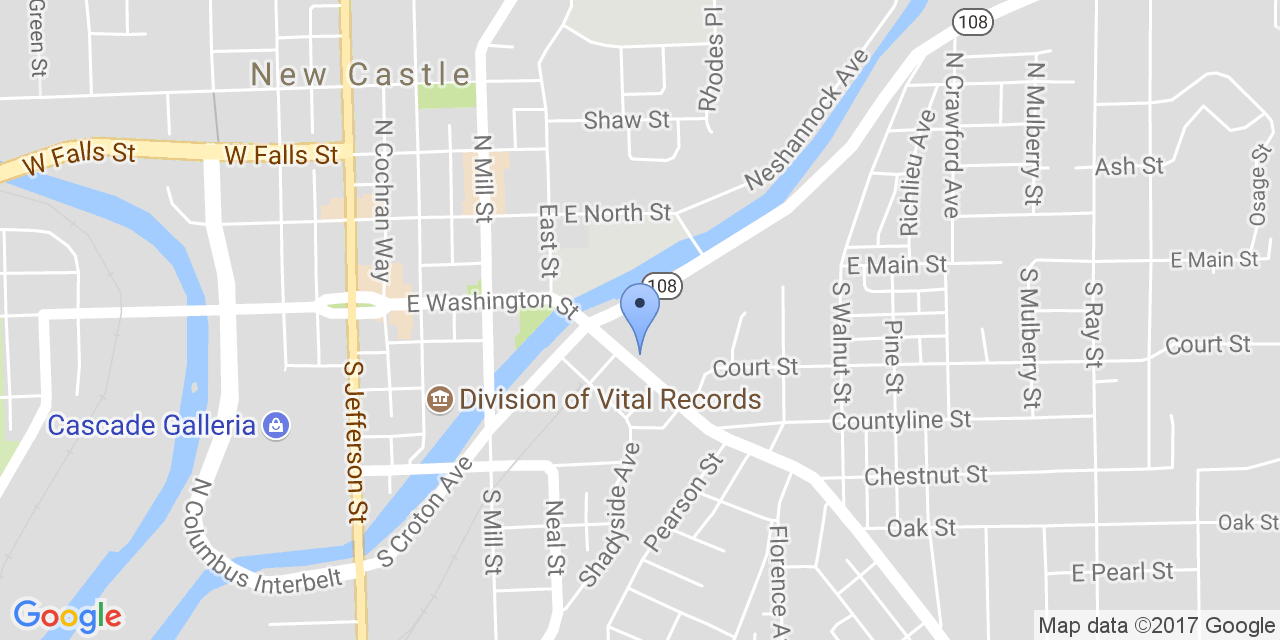 Green St
New Castle
108
Rhopes Pl
Shaw St
Neshannock Ave
N Crawford Ave
N Mulberry St
Richlieu Ave
Ash St
Osage St
W Falls St
W Falls St
N Cochran Way
N Mill St
East St
E North St
E Main St
E Main St
108
E Washington St
S Walnut St
Pine St
S Mulberry St
S Ray St
Court St
Court St
S Jefferson St
Division of Vital Records
Cascade Galleria
Countyline St
Chestnut St
N Columbus Interbelt
S Croton Ave
S Mill St
Neal St
Shadyside Ave
Pearson St
Florence A
Oak St
Oak St
E Pearl St
Google
Map data ©2017 Google